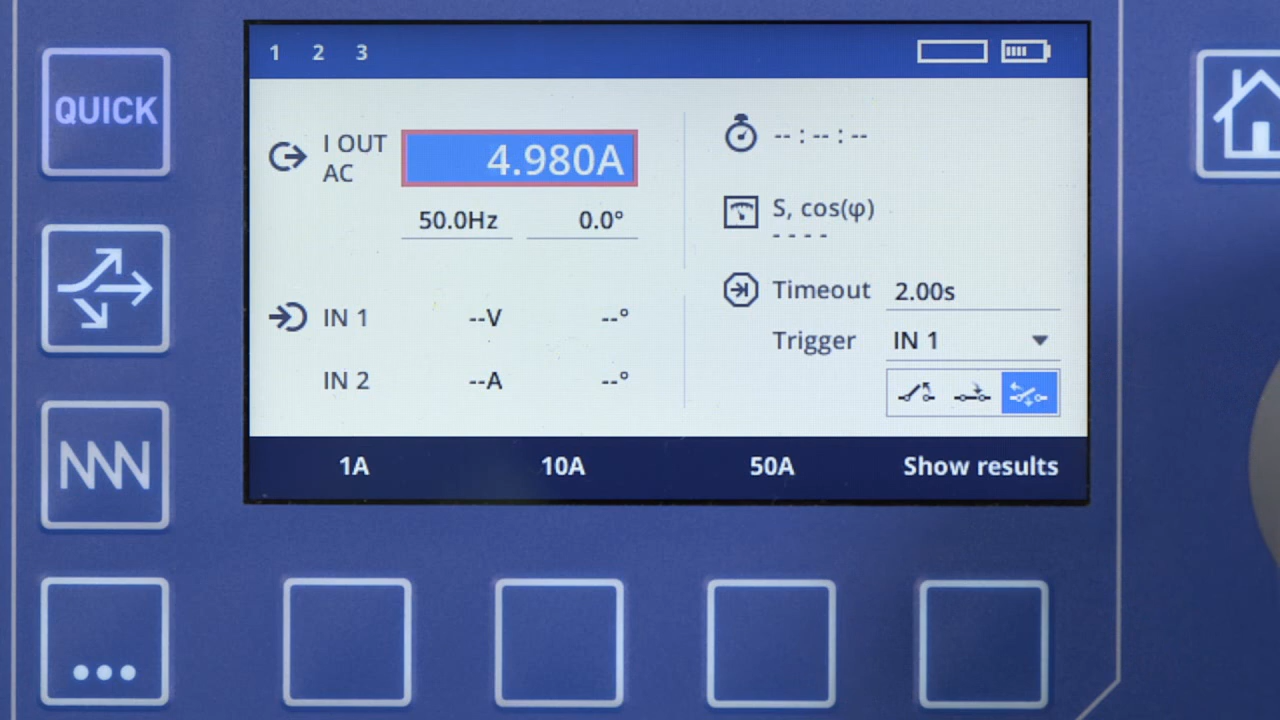 QUICK
1 2 3
I OUT
AC
4.980A
50.0Hz 0.0°
IN 1 --V --°
IN 2 --A --°
-- : -- : --
S, cos(φ)
- - - -
Timeout 2.00s
Trigger IN 1
1A 10A 50A Show results